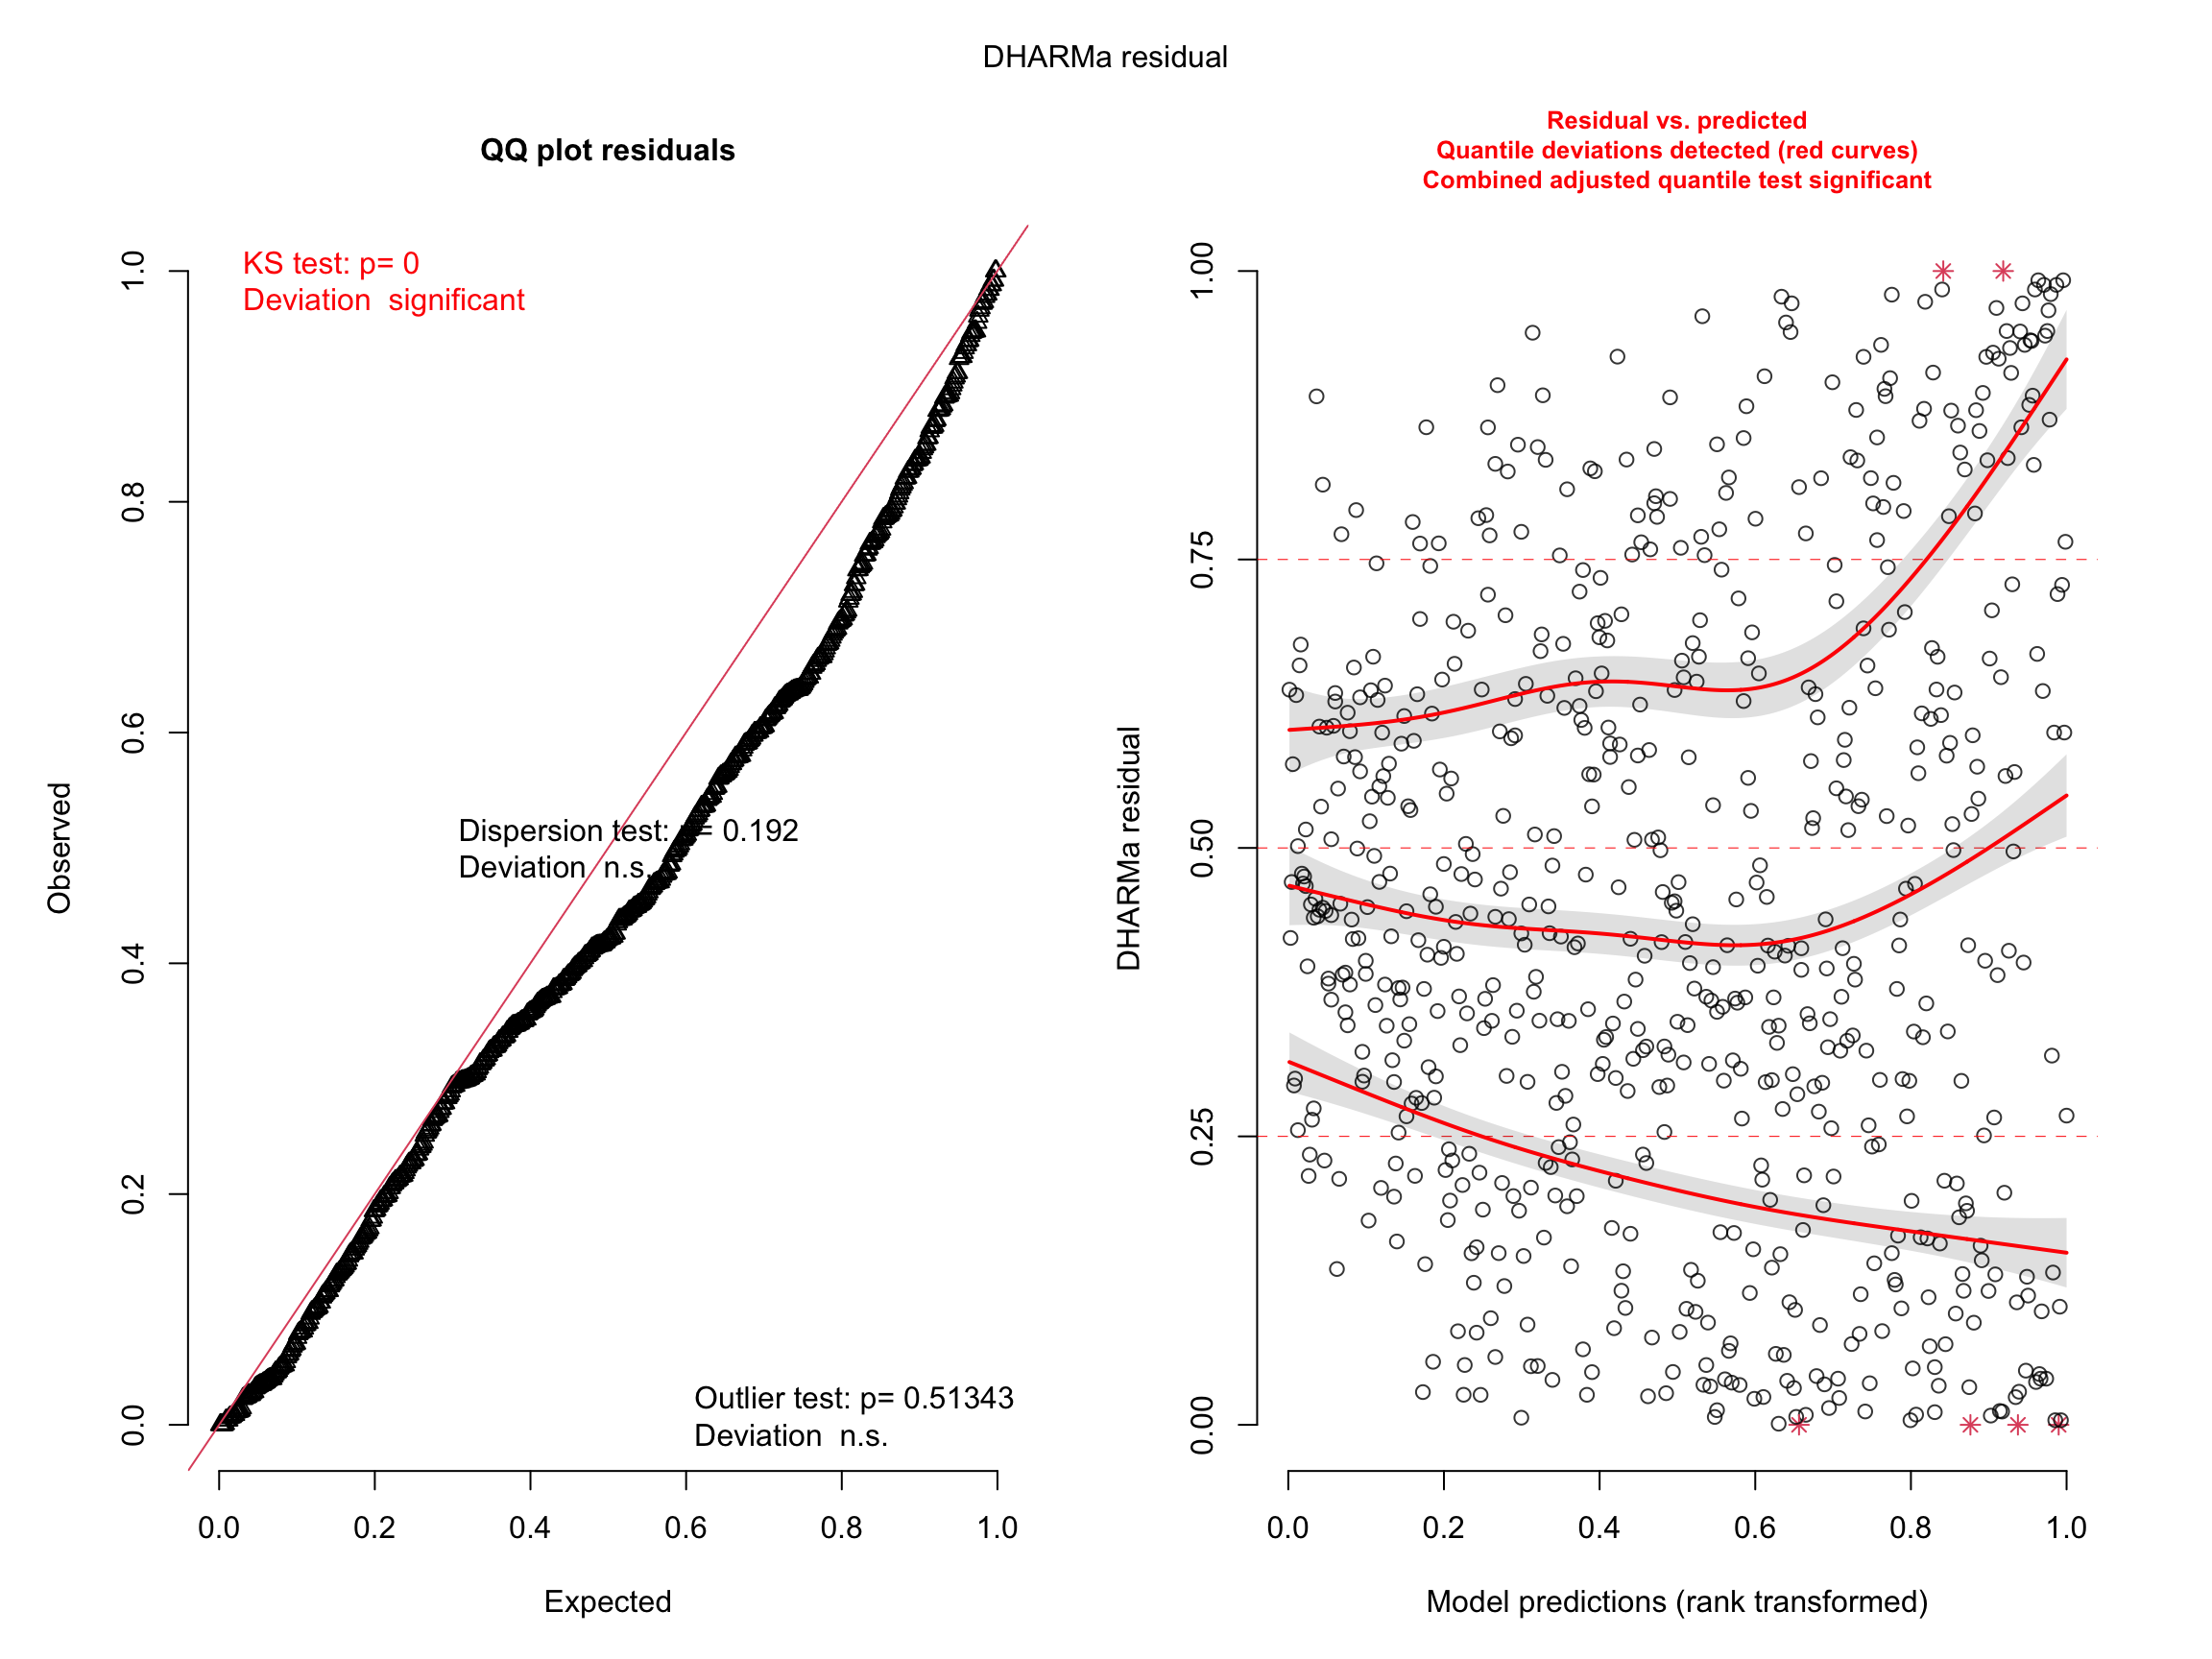 DHARMa residual
QQ plot residuals
KS test: p= 0
Deviation  significant
Dispersion test: p= 0.192
Deviation  n.s.
Outlier test: p= 0.51343
Deviation  n.s.
Observed
0.0
0.2
0.4
0.6
0.8
1.0
0.0 0.2 0.4 0.6 0.8 1.0
Expected
Residual vs. predicted
Quantile deviations detected (red curves)
Combined adjusted quantile test significant
DHARMa residual
0.00
0.25
0.50
0.75
1.00
0.0 0.2 0.4 0.6 0.8 1.0
Model predictions (rank transformed)